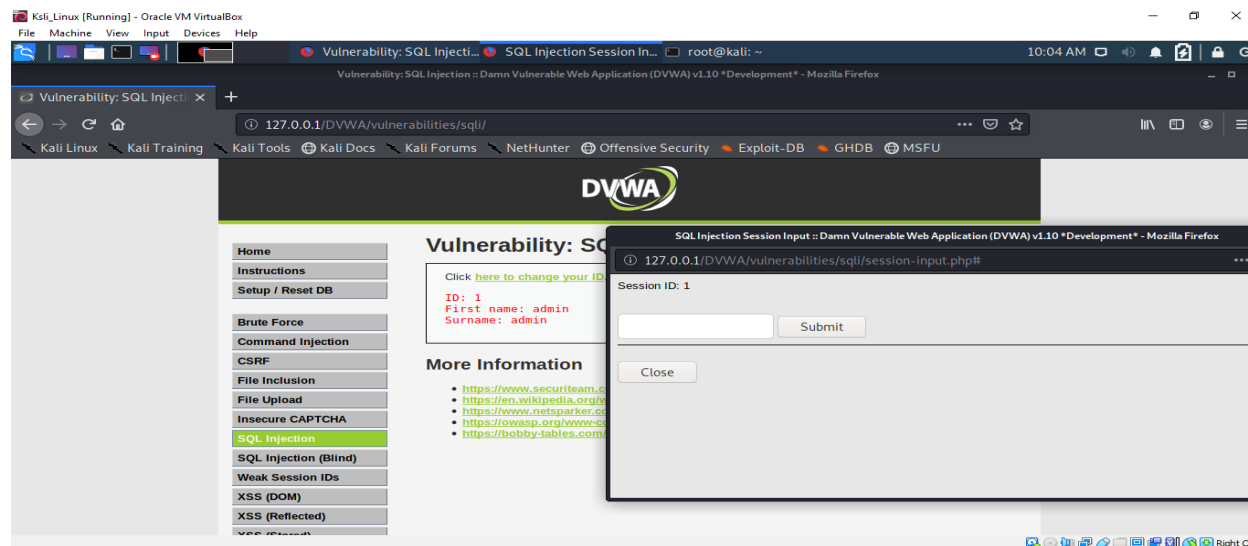 Ksli_Linux [Running] - Oracle VM VirtualBox
File Machine View Input Devices Help
Vulnerability: SQL Injecti... SQL Injection Session In... root@kali: ~ 10:04 AM
Vulnerability: SQL Injection :: Damn Vulnerable Web Application (DVWA) v1.10 *Development* - Mozilla Firefox
Vulnerability: SQL Injecti
127.0.0.1/DVWA/vulnerabilities/sqli/
Kali Linux Kali Training Kali Tools Kali Docs Kali Forums NetHunter Offensive Security Exploit-DB GHDB MSFU
DVWA
Home
Instructions
Setup / Reset DB
Brute Force
Command Injection
CSRF
File Inclusion
File Upload
Insecure CAPTCHA
SQL Injection
SQL Injection (Blind)
Weak Session IDs
XSS (DOM)
XSS (Reflected)
XSS (Stored)
Vulnerability: SQ
Click here to change your ID
ID: 1
First name: admin
Surname: admin
More Information
https://www.securiteam.c
https://en.wikipedia.org/w
https://www.netsparker.co
https://owasp.org/www-co
https://bobby-tables.com/
SQL Injection Session Input :: Damn Vulnerable Web Application (DVWA) v1.10 *Development* - Mozilla Firefox
127.0.0.1/DVWA/vulnerabilities/sqli/session-input.php#
Session ID: 1
Submit
Close
Right C